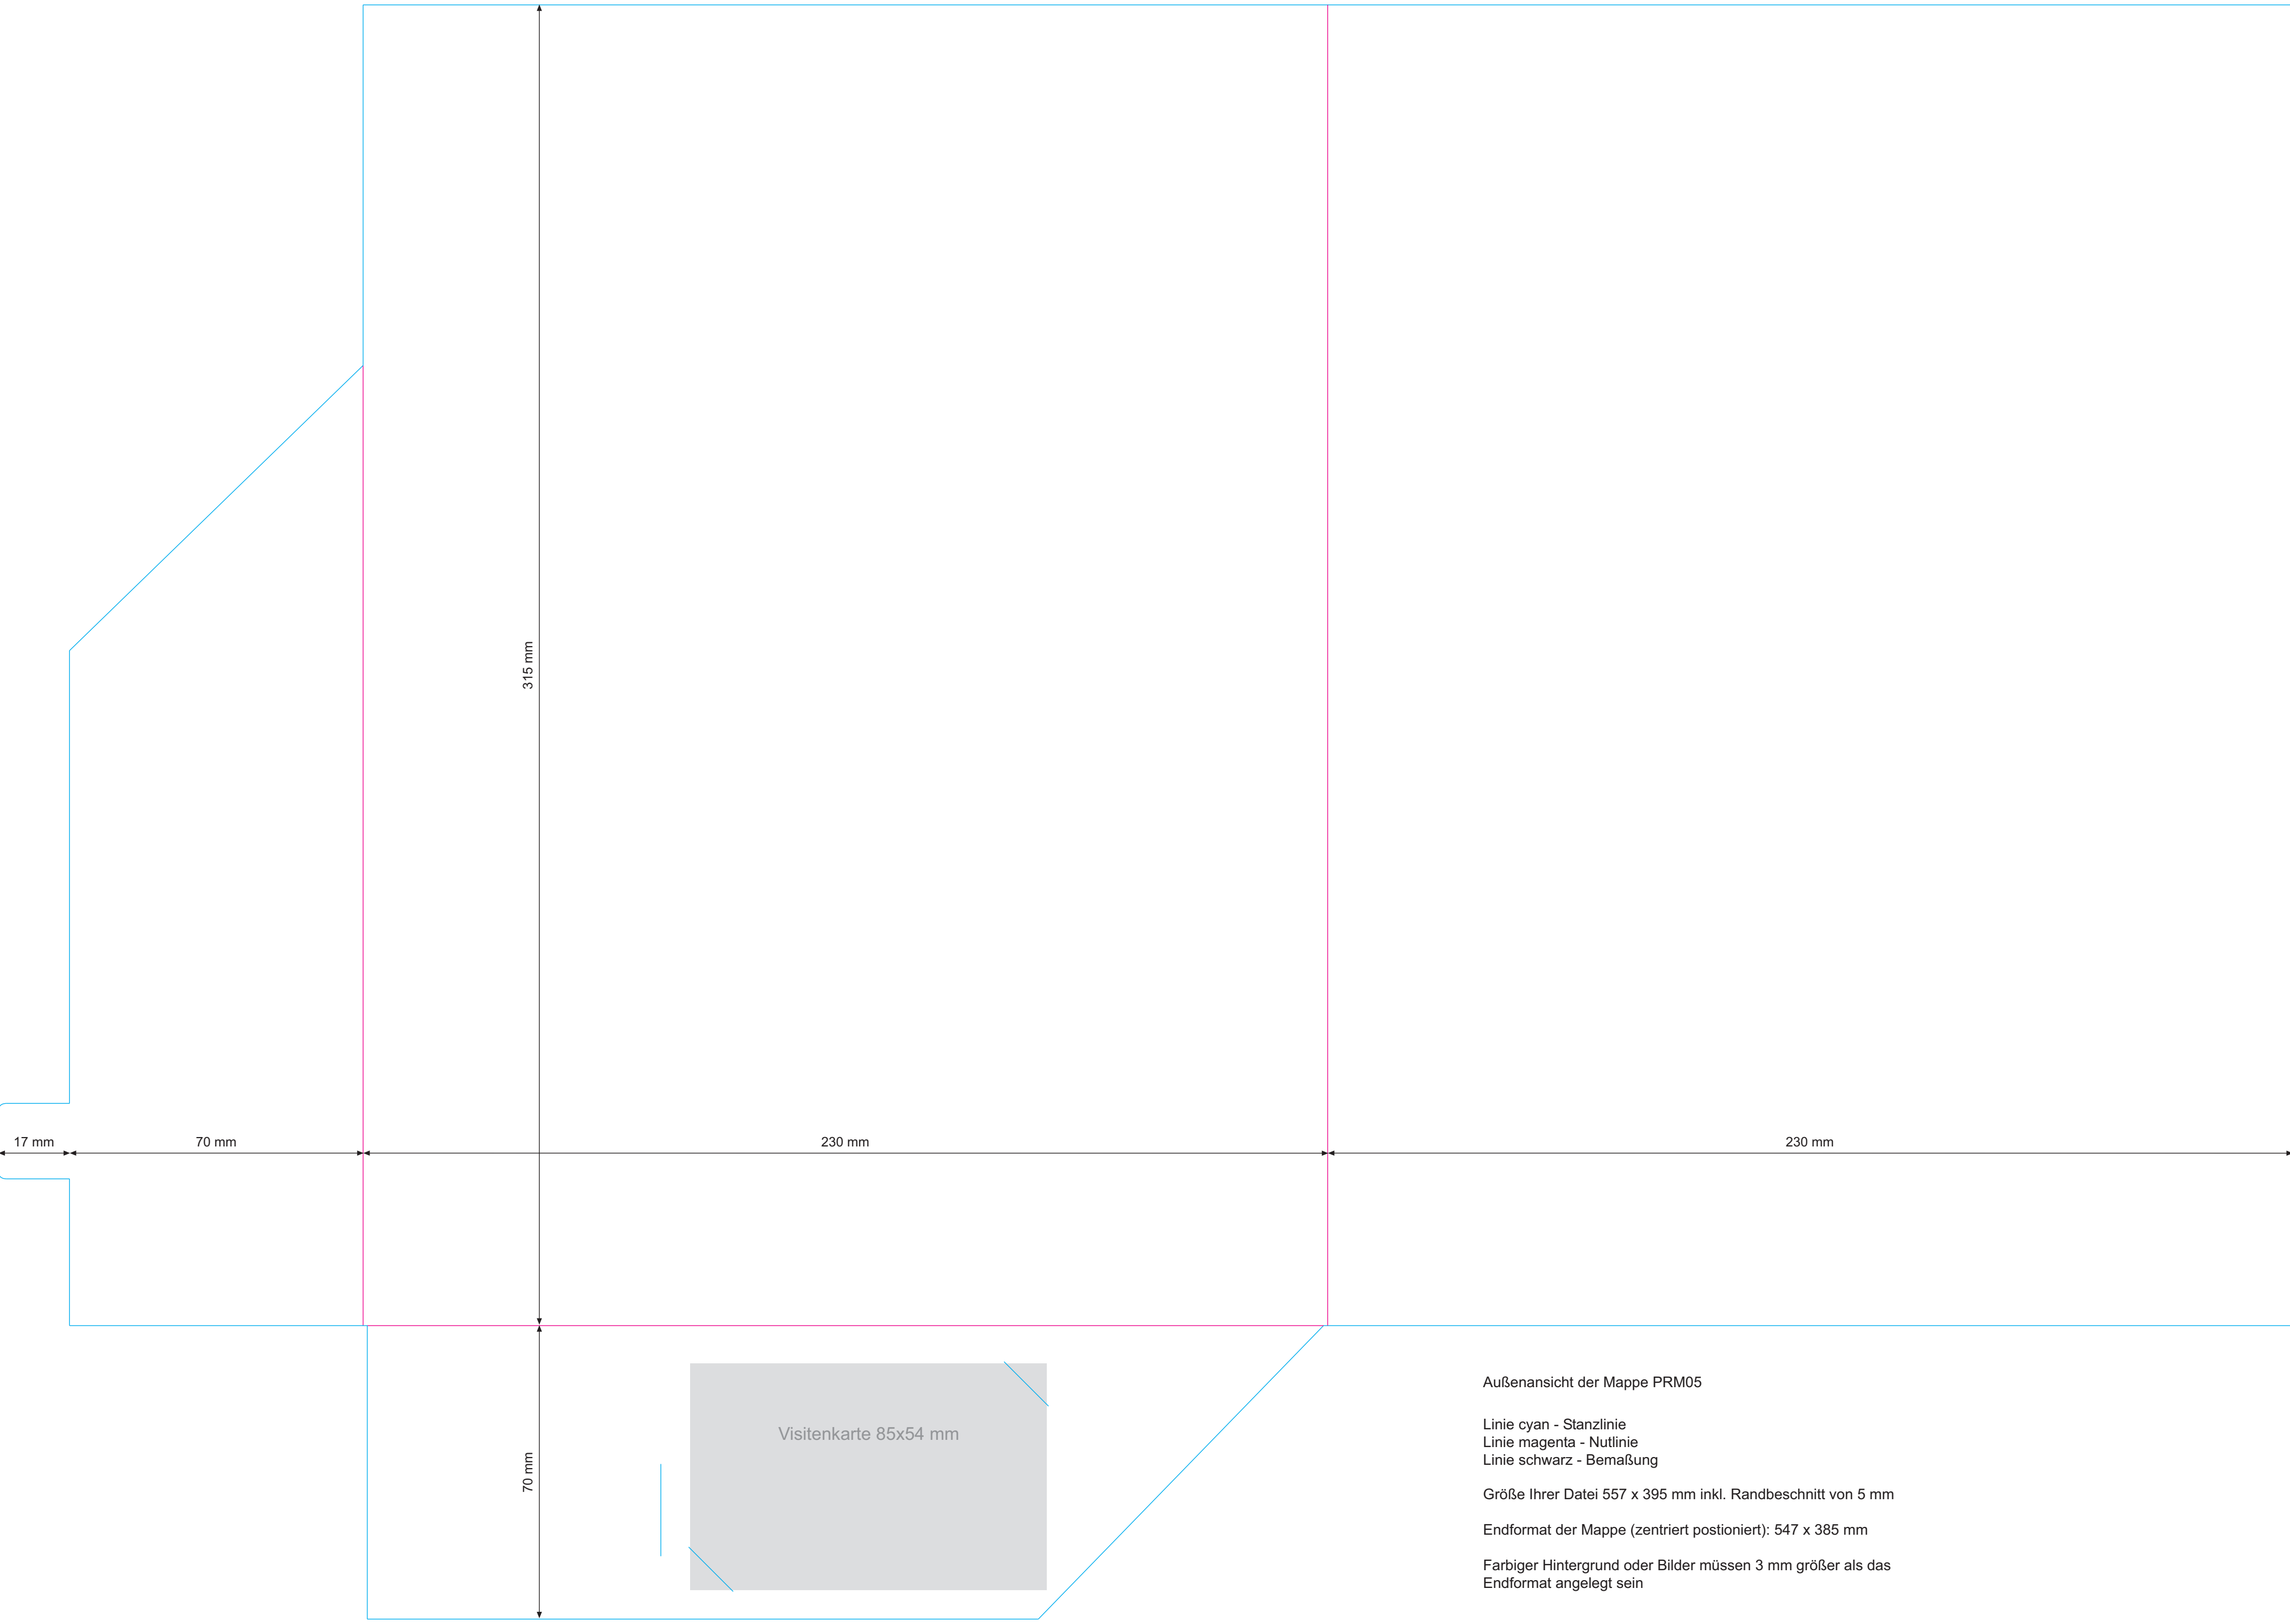 315 mm
17 mm
70 mm
230 mm
230 mm
70 mm
Visitenkarte 85x54 mm
Außenansicht der Mappe PRM05
Linie cyan - Stanzlinie
Linie magenta - Nutlinie
Linie schwarz - Bemaßung
Größe Ihrer Datei 557 x 395 mm inkl. Randbeschnitt von 5 mm
Endformat der Mappe (zentriert postioniert): 547 x 385 mm
Farbiger Hintergrund oder Bilder müssen 3 mm größer als das
Endformat angelegt sein